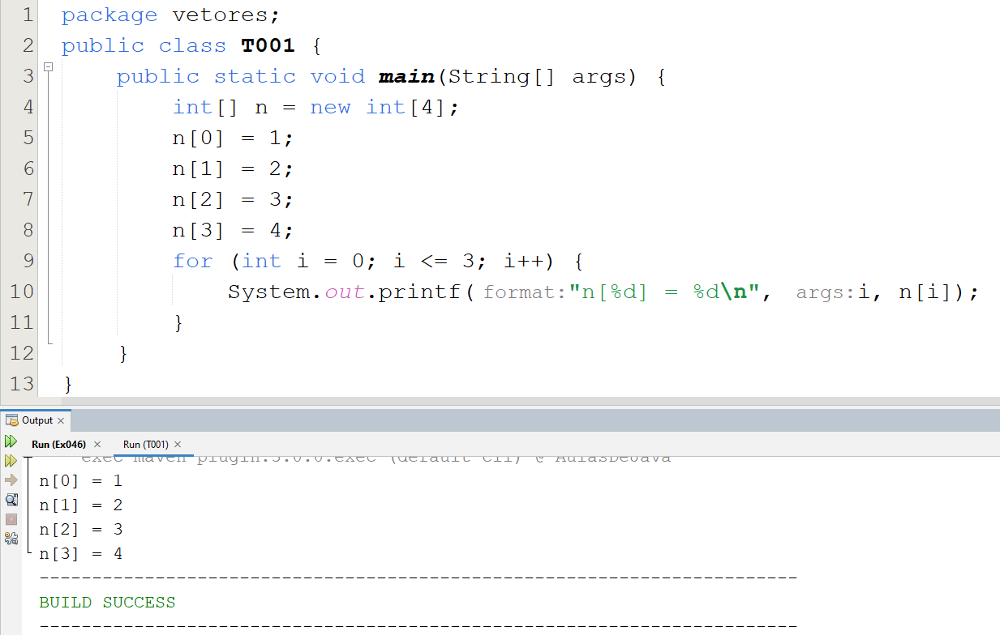 1 package vetores;
2 public class T001 {
3     public static void main(String[] args) {
4         int[] n = new int[4];
5         n[0] = 1;
6         n[1] = 2;
7         n[2] = 3;
8         n[3] = 4;
9         for (int i = 0; i <= 3; i++) {
10             System.out.printf( format:"n[%d] = %d\n", args:i, n[i]);
11         }
12     }
13 }
Output
Run (Ex046) Run (T001)
exec-maven-plugin:3.0.0:exec (default-cli) @ AulasDeJava
n[0] = 1
n[1] = 2
n[2] = 3
n[3] = 4
------------------------------------------------------------------------
BUILD SUCCESS
------------------------------------------------------------------------